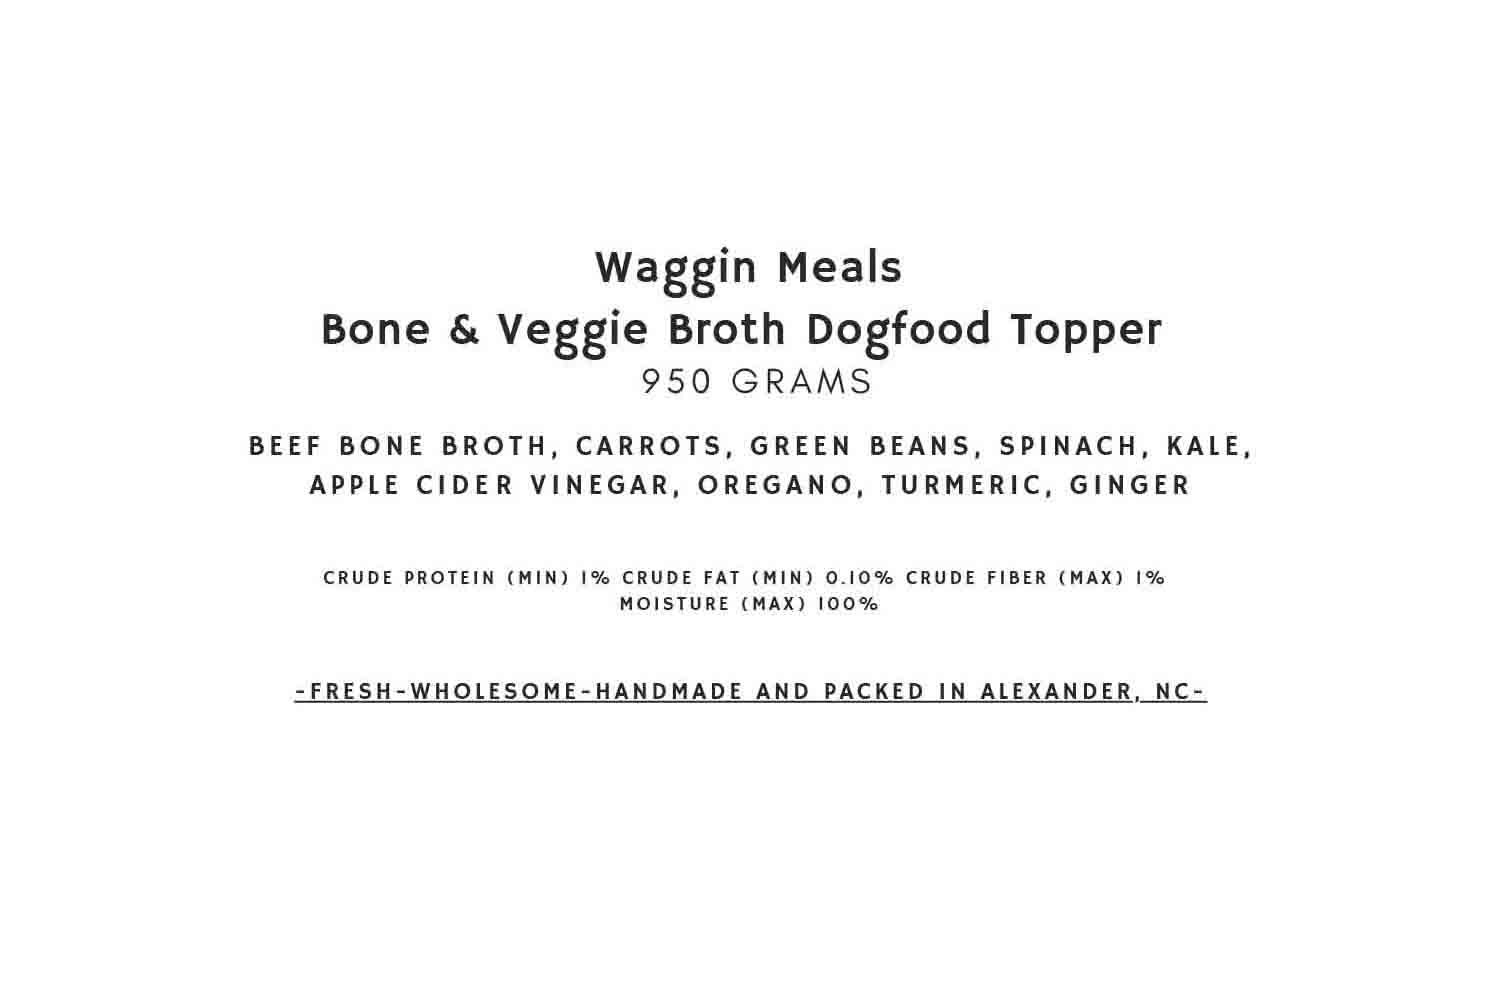 Waggin Meals
Bone & Veggie Broth Dogfood Topper
950 GRAMS
BEEF BONE BROTH, CARROTS, GREEN BEANS, SPINACH, KALE,
APPLE CIDER VINEGAR, OREGANO, TURMERIC, GINGER
CRUDE PROTEIN (MIN) 1% CRUDE FAT (MIN) 0.10% CRUDE FIBER (MAX) 1%
MOISTURE (MAX) 100%
-FRESH-WHOLESOME-HANDMADE AND PACKED IN ALEXANDER, NC-